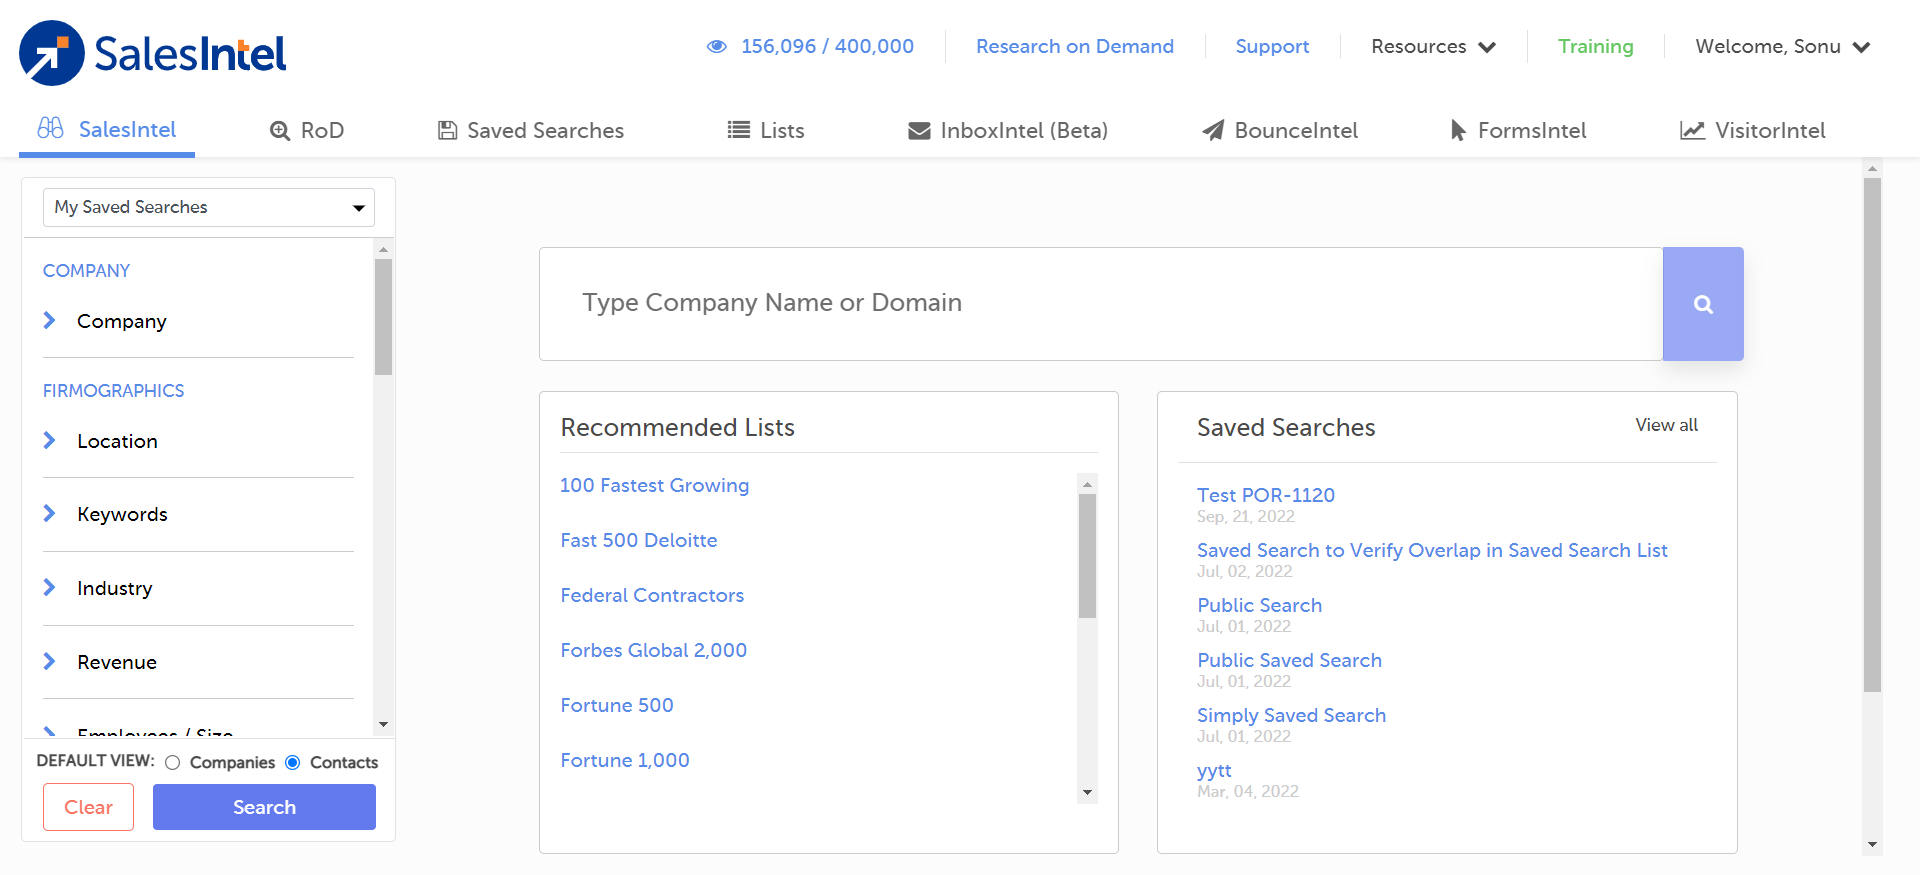 SalesIntel
156,096 / 400,000
Research on Demand
Support
Resources
Training
Welcome, Sonu
SalesIntel
RoD
Saved Searches
Lists
InboxIntel (Beta)
BounceIntel
FormsIntel
VisitorIntel
My Saved Searches
COMPANY
Company
FIRMOGRAPHICS
Location
Keywords
Industry
Revenue
Employees / Size
DEFAULT VIEW:
Companies
Contacts
Clear
Search
Type Company Name or Domain
Recommended Lists
100 Fastest Growing
Fast 500 Deloitte
Federal Contractors
Forbes Global 2,000
Fortune 500
Fortune 1,000
Saved Searches
View all
Test POR-1120
Sep, 21, 2022
Saved Search to Verify Overlap in Saved Search List
Jul, 02, 2022
Public Search
Jul, 01, 2022
Public Saved Search
Jul, 01, 2022
Simply Saved Search
Jul, 01, 2022
yytt
Mar, 04, 2022